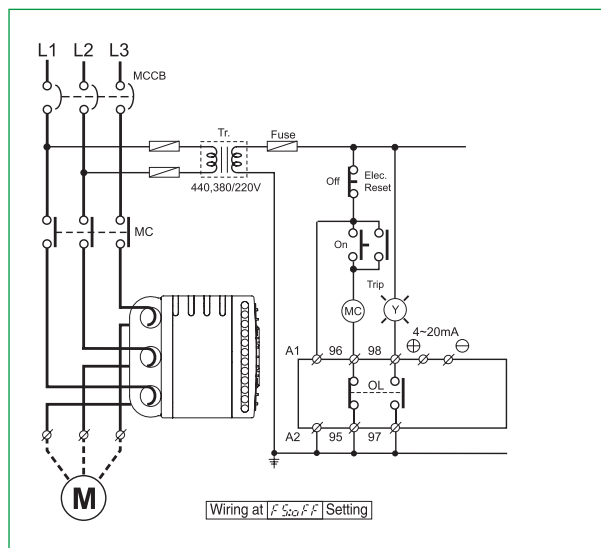 L1 L2 L3
MCCB
Tr.
Fuse
440,380/220V
Off
Elec.
Reset
MC
On
Trip
MC
Y
4~20mA
A1 96 98 ⊕ ⊖
OL
A2 95 97
M
Wiring at FS:oFF Setting